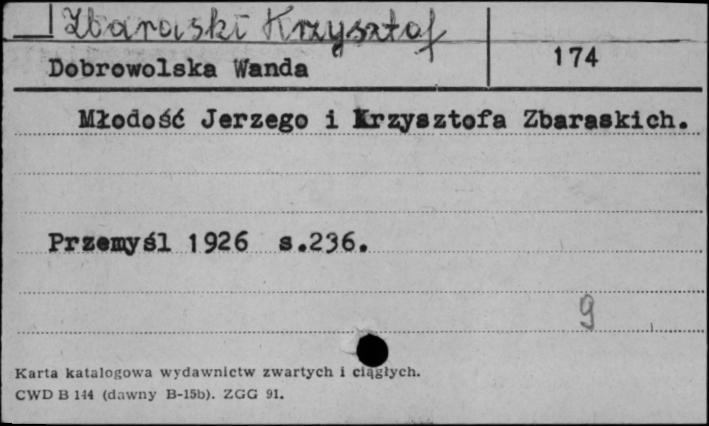 Zbaraski Krzysztof
Dobrowolska Wanda
174
Młodość Jerzego i Krzysztofa Zbaraskich.
Przemyśl 1926 s.236.
9
Karta katalogowa wydawnictw zwartych i ciągłych.
CWD B 144 (dawny B-15b). ZGG 91.